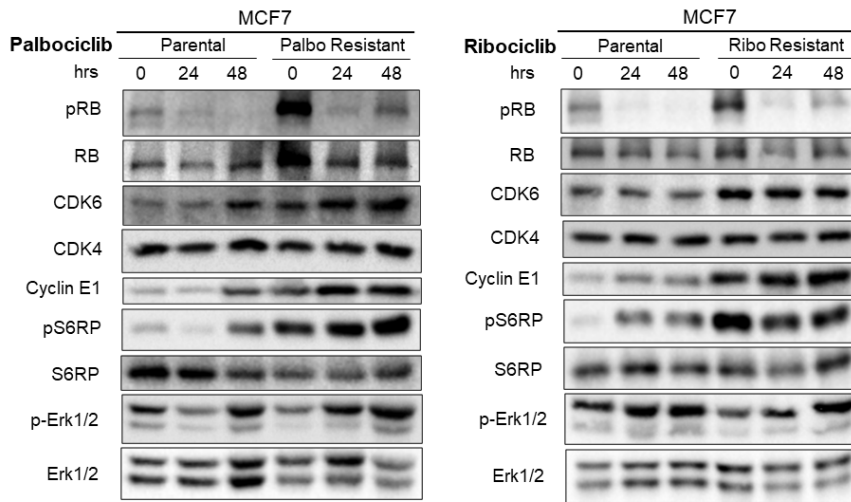 MCF7
Palbociclib Parental Palbo Resistant
hrs 0 24 48 0 24 48
pRB
RB
CDK6
CDK4
Cyclin E1
pS6RP
S6RP
p-Erk1/2
Erk1/2
MCF7
Ribociclib Parental Ribo Resistant
hrs 0 24 48 0 24 48
pRB
RB
CDK6
CDK4
Cyclin E1
pS6RP
S6RP
p-Erk1/2
Erk1/2